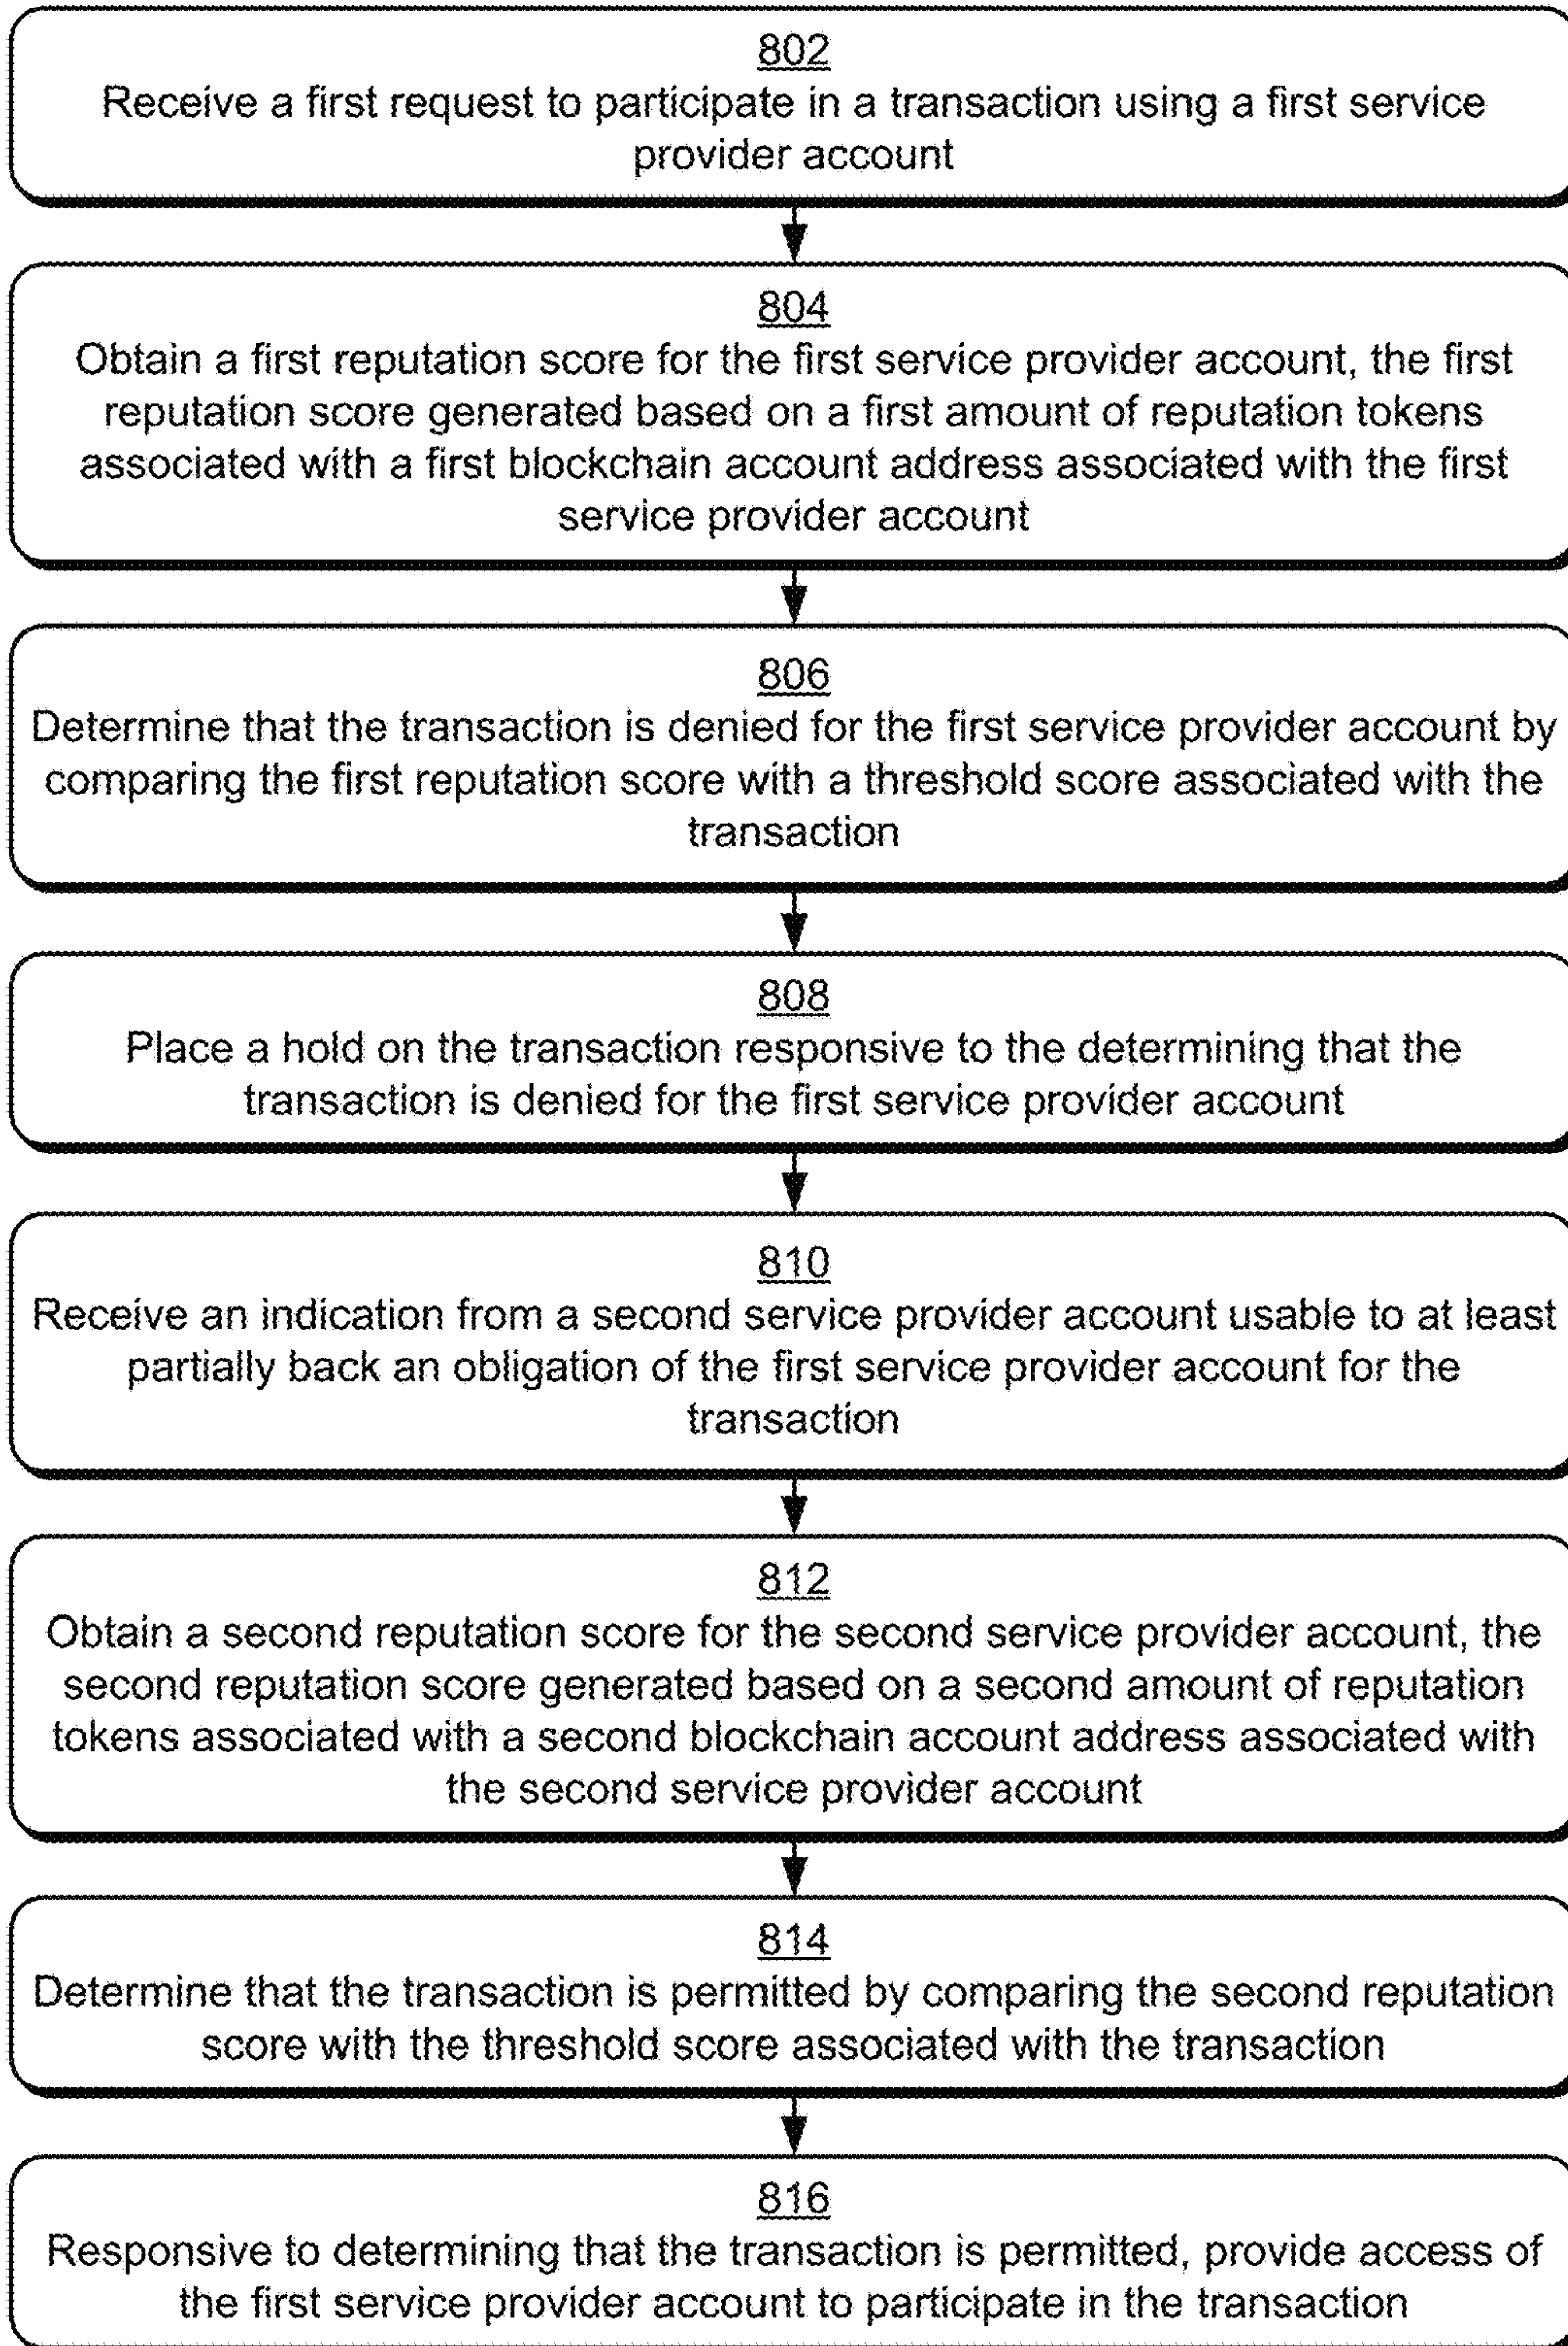 802
Receive a first request to participate in a transaction using a first service
provider account
804
Obtain a first reputation score for the first service provider account, the first
reputation score generated based on a first amount of reputation tokens
associated with a first blockchain account address associated with the first
service provider account
806
Determine that the transaction is denied for the first service provider account by
comparing the first reputation score with a threshold score associated with the
transaction
808
Place a hold on the transaction responsive to the determining that the
transaction is denied for the first service provider account
810
Receive an indication from a second service provider account usable to at least
partially back an obligation of the first service provider account for the
transaction
812
Obtain a second reputation score for the second service provider account, the
second reputation score generated based on a second amount of reputation
tokens associated with a second blockchain account address associated with
the second service provider account
814
Determine that the transaction is permitted by comparing the second reputation
score with the threshold score associated with the transaction
816
Responsive to determining that the transaction is permitted, provide access of
the first service provider account to participate in the transaction